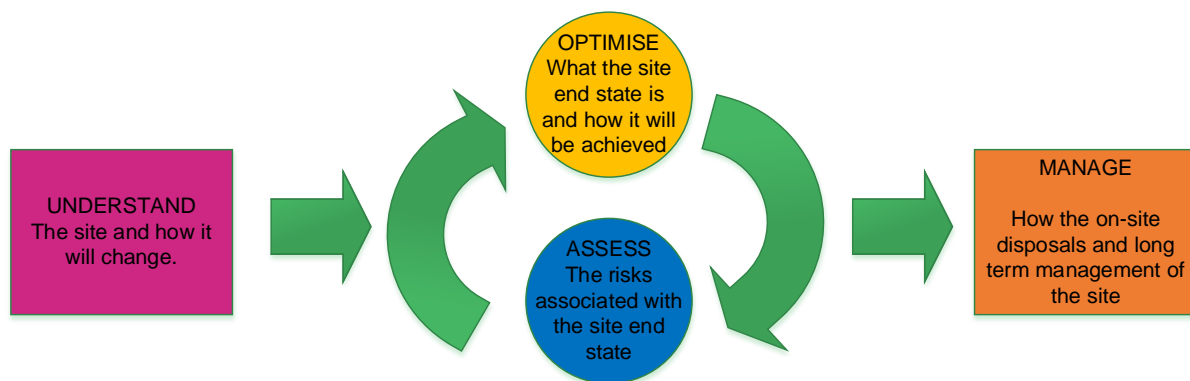 UNDERSTAND
The site and how it
will change.
OPTIMISE
What the site
end state is
and how it will
be achieved
ASSESS
The risks
associated with
the site end
state
MANAGE
How the on-site
disposals and long
term management of
the site